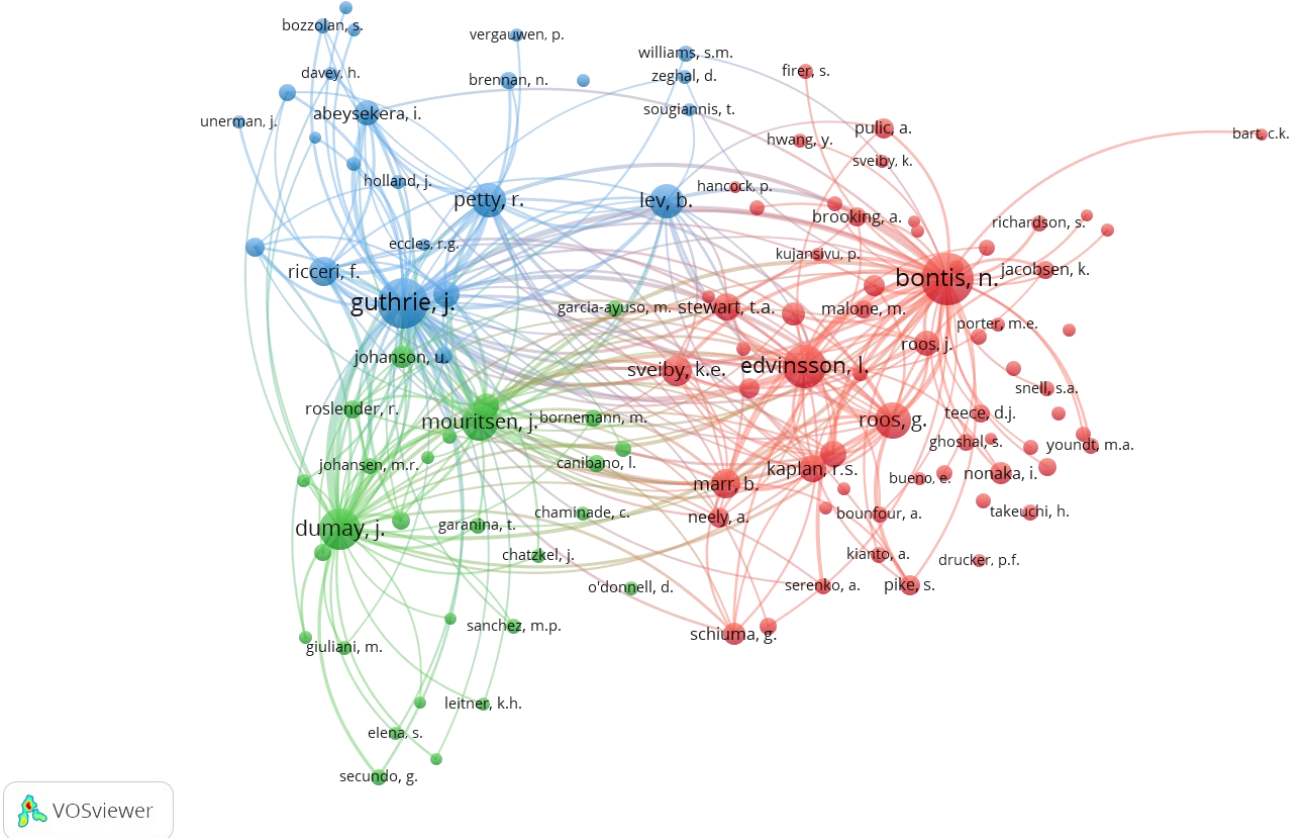 bozzolan, s.
vergauwen, p.
williams, s.m.
davey, h.
brennan, n.
zeghal, d.
firer, s.
unerman, j.
abeysekera, i.
sougiannis, t.
pulic, a.
hwang, y.
bart, c.k.
sveiby, k.
holland, j.
hancock, p.
petty, r.
lev, b.
brooking, a.
richardson, s.
eccles, r.g.
kujansivu, p.
ricceri, f.
bontis, n.
jacobsen, k.
guthrie, j.
garcia-ayuso, m.
stewart, t.a.
malone, m.
porter, m.e.
roos, j.
johanson, u.
sveiby, k.e.
edvinsson, l.
snell, s.a.
roslender, r.
mouritsen, j.
bornemann, m.
roos, g.
teece, d.j.
ghoshal, s.
youndt, m.a.
johansen, m.r.
canibano, l.
kaplan, r.s.
bueno, e.
nonaka, i.
marr, b.
dumay, j.
garanina, t.
chaminade, c.
neely, a.
bounfour, a.
takeuchi, h.
chatzkel, j.
kianto, a.
drucker, p.f.
o'donnell, d.
serenko, a.
pike, s.
sanchez, m.p.
schiuma, g.
giuliani, m.
leitner, k.h.
elena, s.
secundo, g.
VOSviewer